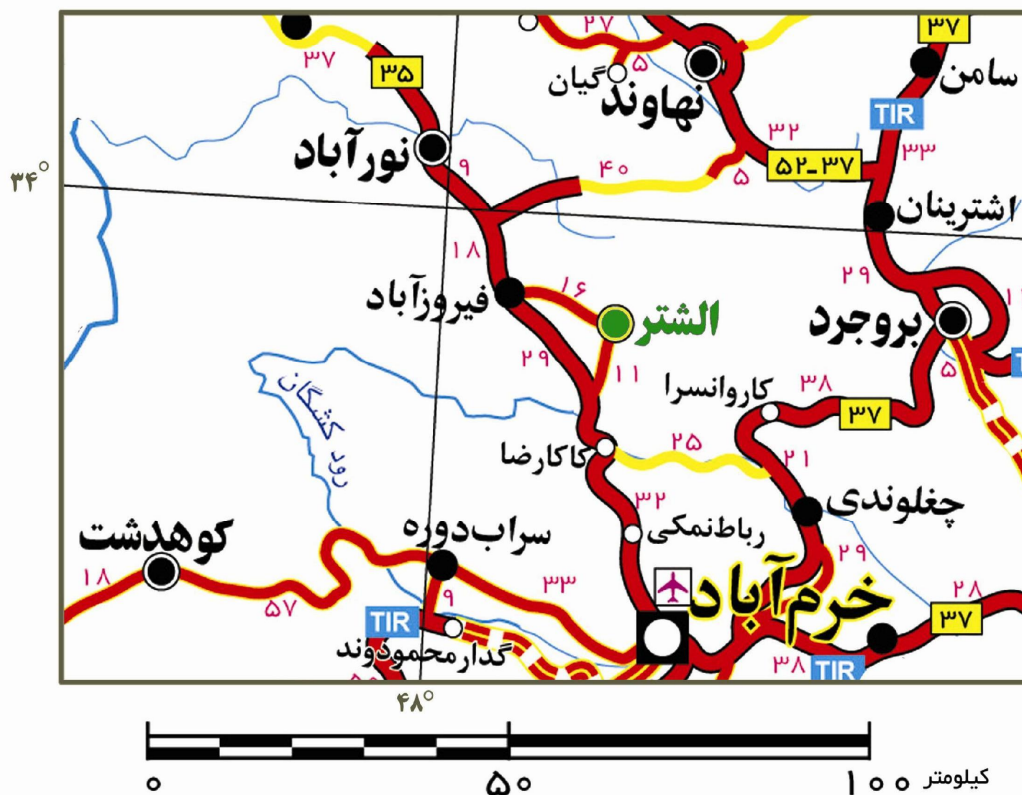 ۳۷
۲۷
۵
گیان
نهاوند
۳۷
سامن
۳۵
TIR
۳۲
۳۳
نورآباد
۹
۴۰
۵
۵۲-۳۷
۳۴°
اشترینان
۱۸
۲۹
فیروزآباد
۱۶
الشتر
بروجرد
۲۹
۱۱
۵
کاروانسرا
۳۸
۳۷
رود کشگان
کاکارضا
۲۵
۲۱
۳۲
چغلوندی
کوهدشت
سراب‌دوره
رباط‌نمکی
۲۹
۱۸
۵۷
۳۳
خرم‌آباد
۲۸
۹
TIR
۳۷
گدارمحمودوند
۳۸
TIR
۴۸°
۰
۵۰
۱۰۰ کیلومتر